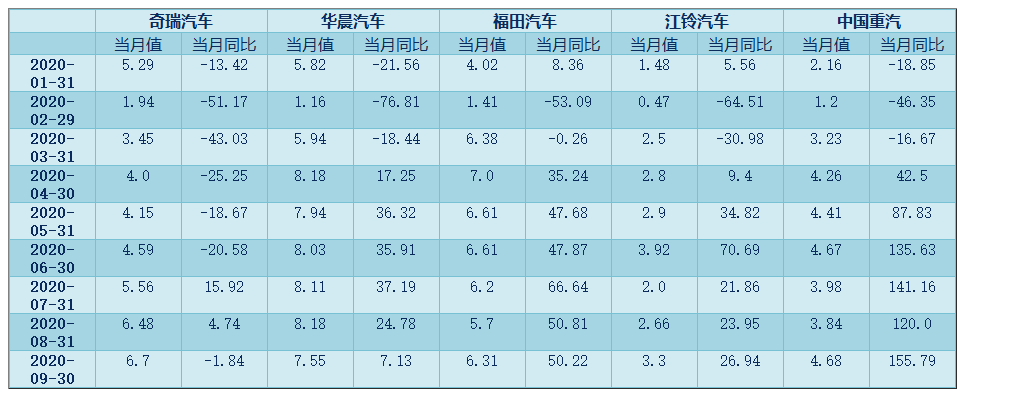 奇瑞汽车 华晨汽车 福田汽车 江铃汽车 中国重汽
当月值 当月同比 当月值 当月同比 当月值 当月同比 当月值 当月同比 当月值 当月同比
2020-01-31 5.29 -13.42 5.82 -21.56 4.02 8.36 1.48 5.56 2.16 -18.85
2020-02-29 1.94 -51.17 1.16 -76.81 1.41 -53.09 0.47 -64.51 1.2 -46.35
2020-03-31 3.45 -43.03 5.94 -18.44 6.38 -0.26 2.5 -30.98 3.23 -16.67
2020-04-30 4.0 -25.25 8.18 17.25 7.0 35.24 2.8 9.4 4.26 42.5
2020-05-31 4.15 -18.67 7.94 36.32 6.61 47.68 2.9 34.82 4.41 87.83
2020-06-30 4.59 -20.58 8.03 35.91 6.61 47.87 3.92 70.69 4.67 135.63
2020-07-31 5.56 15.92 8.11 37.19 6.2 66.64 2.0 21.86 3.98 141.16
2020-08-31 6.48 4.74 8.18 24.78 5.7 50.81 2.66 23.95 3.84 120.0
2020-09-30 6.7 -1.84 7.55 7.13 6.31 50.22 3.3 26.94 4.68 155.79